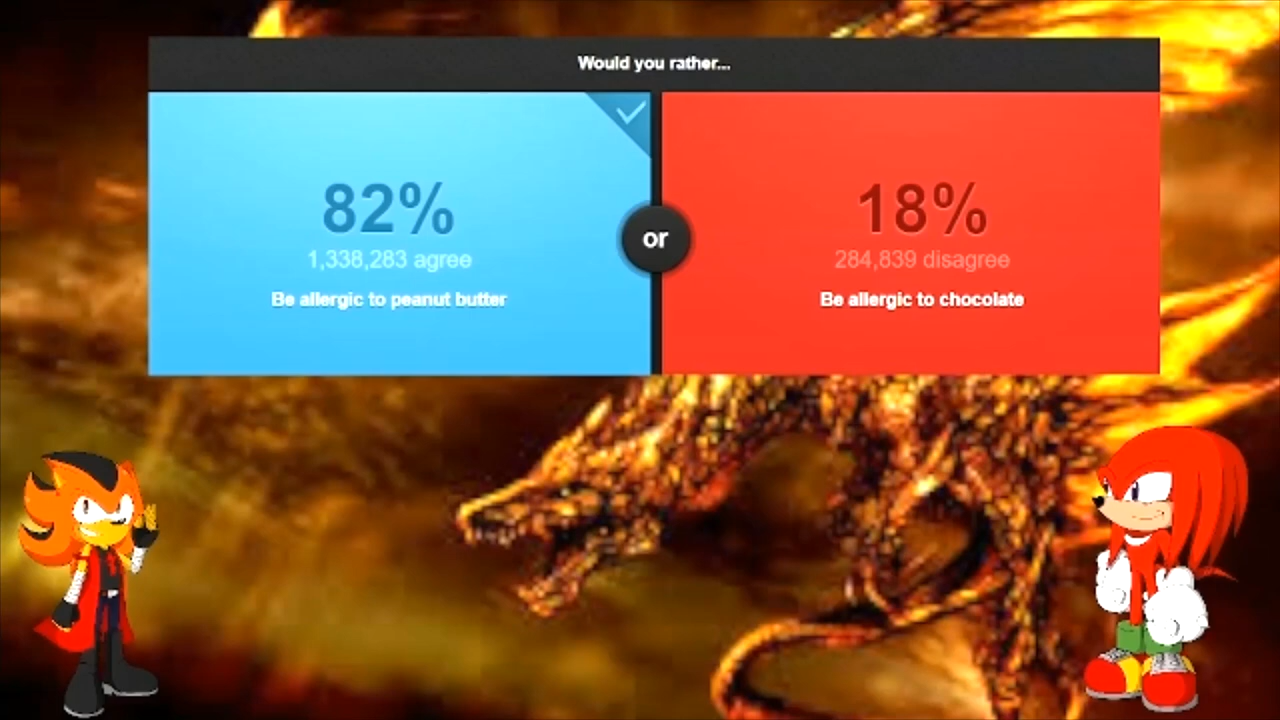 Would you rather...
82%
18%
or
1,338,283 agree
284,839 disagree
Be allergic to peanut butter
Be allergic to chocolate